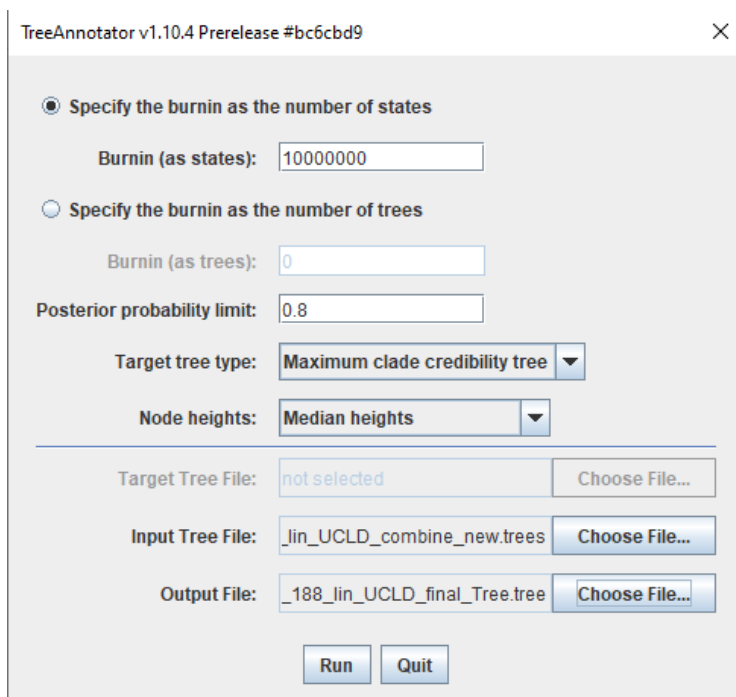 TreeAnnotator v1.10.4 Prerelease #bc6cbd9
Specify the burnin as the number of states
Burnin (as states): 10000000
Specify the burnin as the number of trees
Burnin (as trees): 0
Posterior probability limit: 0.8
Target tree type: Maximum clade credibility tree
Node heights: Median heights
Target Tree File: not selected Choose File...
Input Tree File: _lin_UCLD_combine_new.trees Choose File...
Output File: _188_lin_UCLD_final_Tree.tree Choose File...
Run Quit